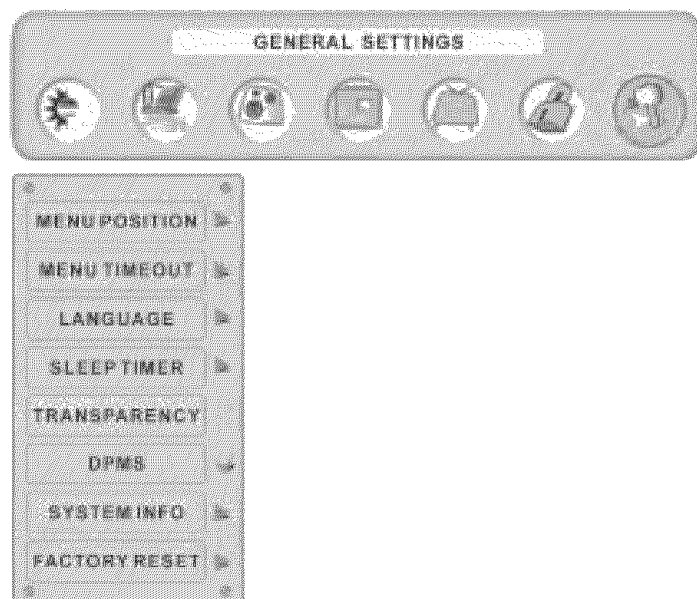 GENERAL SETTINGS
MENU POSITION
MENU TIMEOUT
LANGUAGE
SLEEP TIMER
TRANSPARENCY
DPMS
SYSTEM INFO
FACTORY RESET